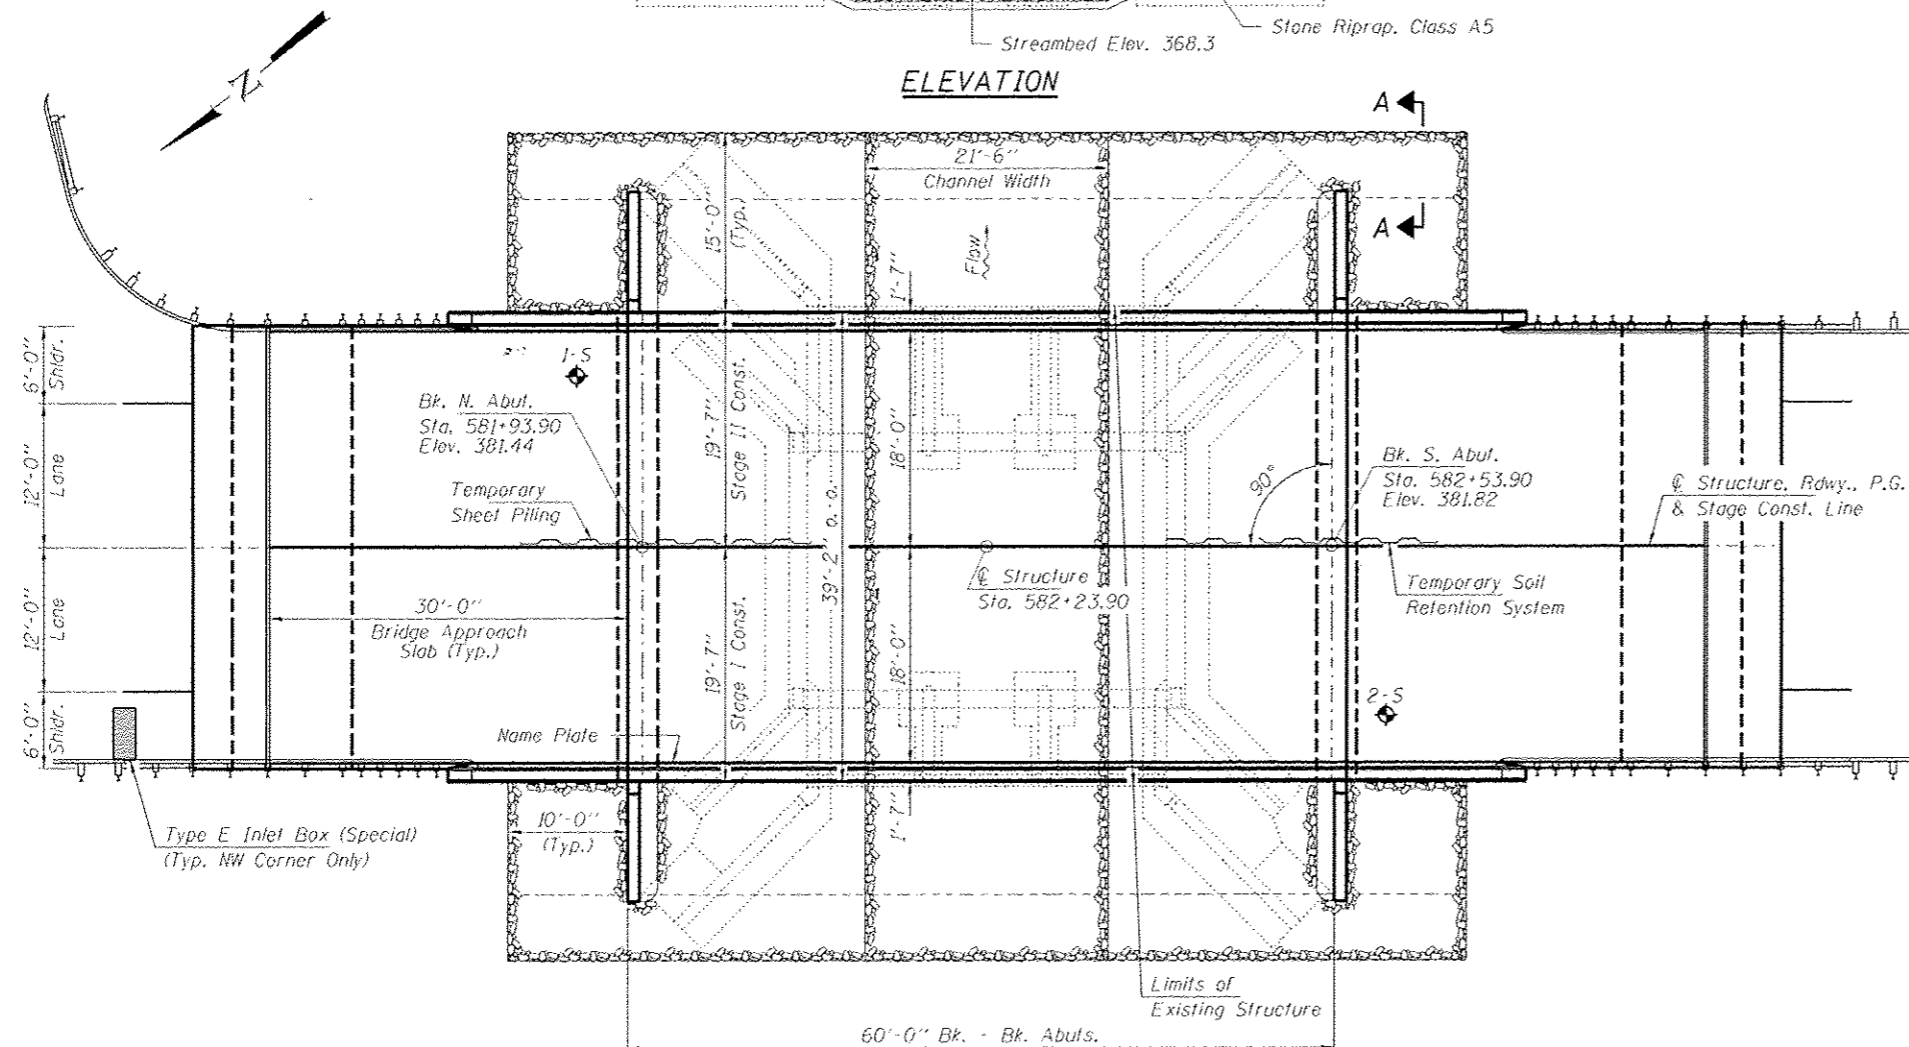 Stone Riprap, Class A5
Streambed Elev. 368.3
ELEVATION
N
A
A
21'-6"
Channel Width
15'-0"
(Typ.)
Flow
1'-7"
6'-0"
Shldr.
12'-0"
Lane
12'-0"
Lane
6'-0"
Shldr.
1-S
Bk. N. Abut.
Sta. 581+93.90
Elev. 381.44
Temporary
Sheet Piling
19'-7"
Stage II Const.
18'-0"
39'-2" o.-o.
90°
Bk. S. Abut.
Sta. 582+53.90
Elev. 381.82
℄ Structure, Rdwy., P.G.
& Stage Const. Line
℄ Structure
Sta. 582+23.90
Temporary Soil
Retention System
30'-0"
Bridge Approach
Slab (Typ.)
19'-7"
Stage I Const.
18'-0"
2-S
Name Plate
1'-7"
10'-0"
(Typ.)
Type E Inlet Box (Special)
(Typ. NW Corner Only)
Limits of
Existing Structure
60'-0" Bk. - Bk. Abuts.